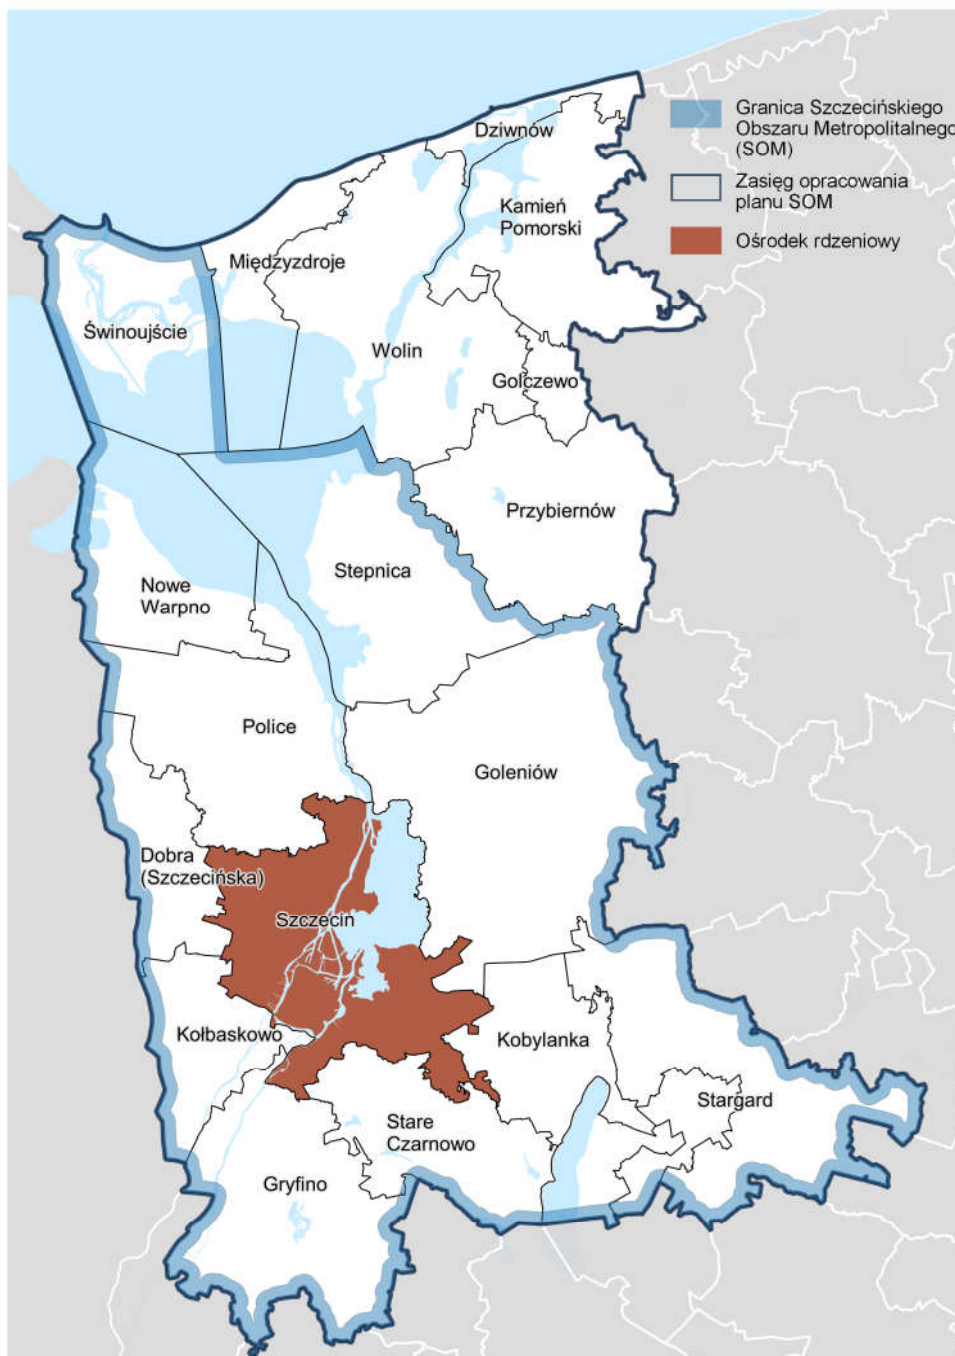 Granica Szczecińskiego
Obszaru Metropolitalnego
(SOM)
Zasięg opracowania
planu SOM
Ośrodek rdzeniowy
Dziwnów
Kamień
Pomorski
Międzyzdroje
Świnoujście
Wolin
Golczewo
Przybiernów
Stepnica
Nowe
Warpno
Police
Goleniów
Dobra
(Szczecińska)
Szczecin
Kołbaskowo
Kobylanka
Stargard
Stare
Czarnowo
Gryfino